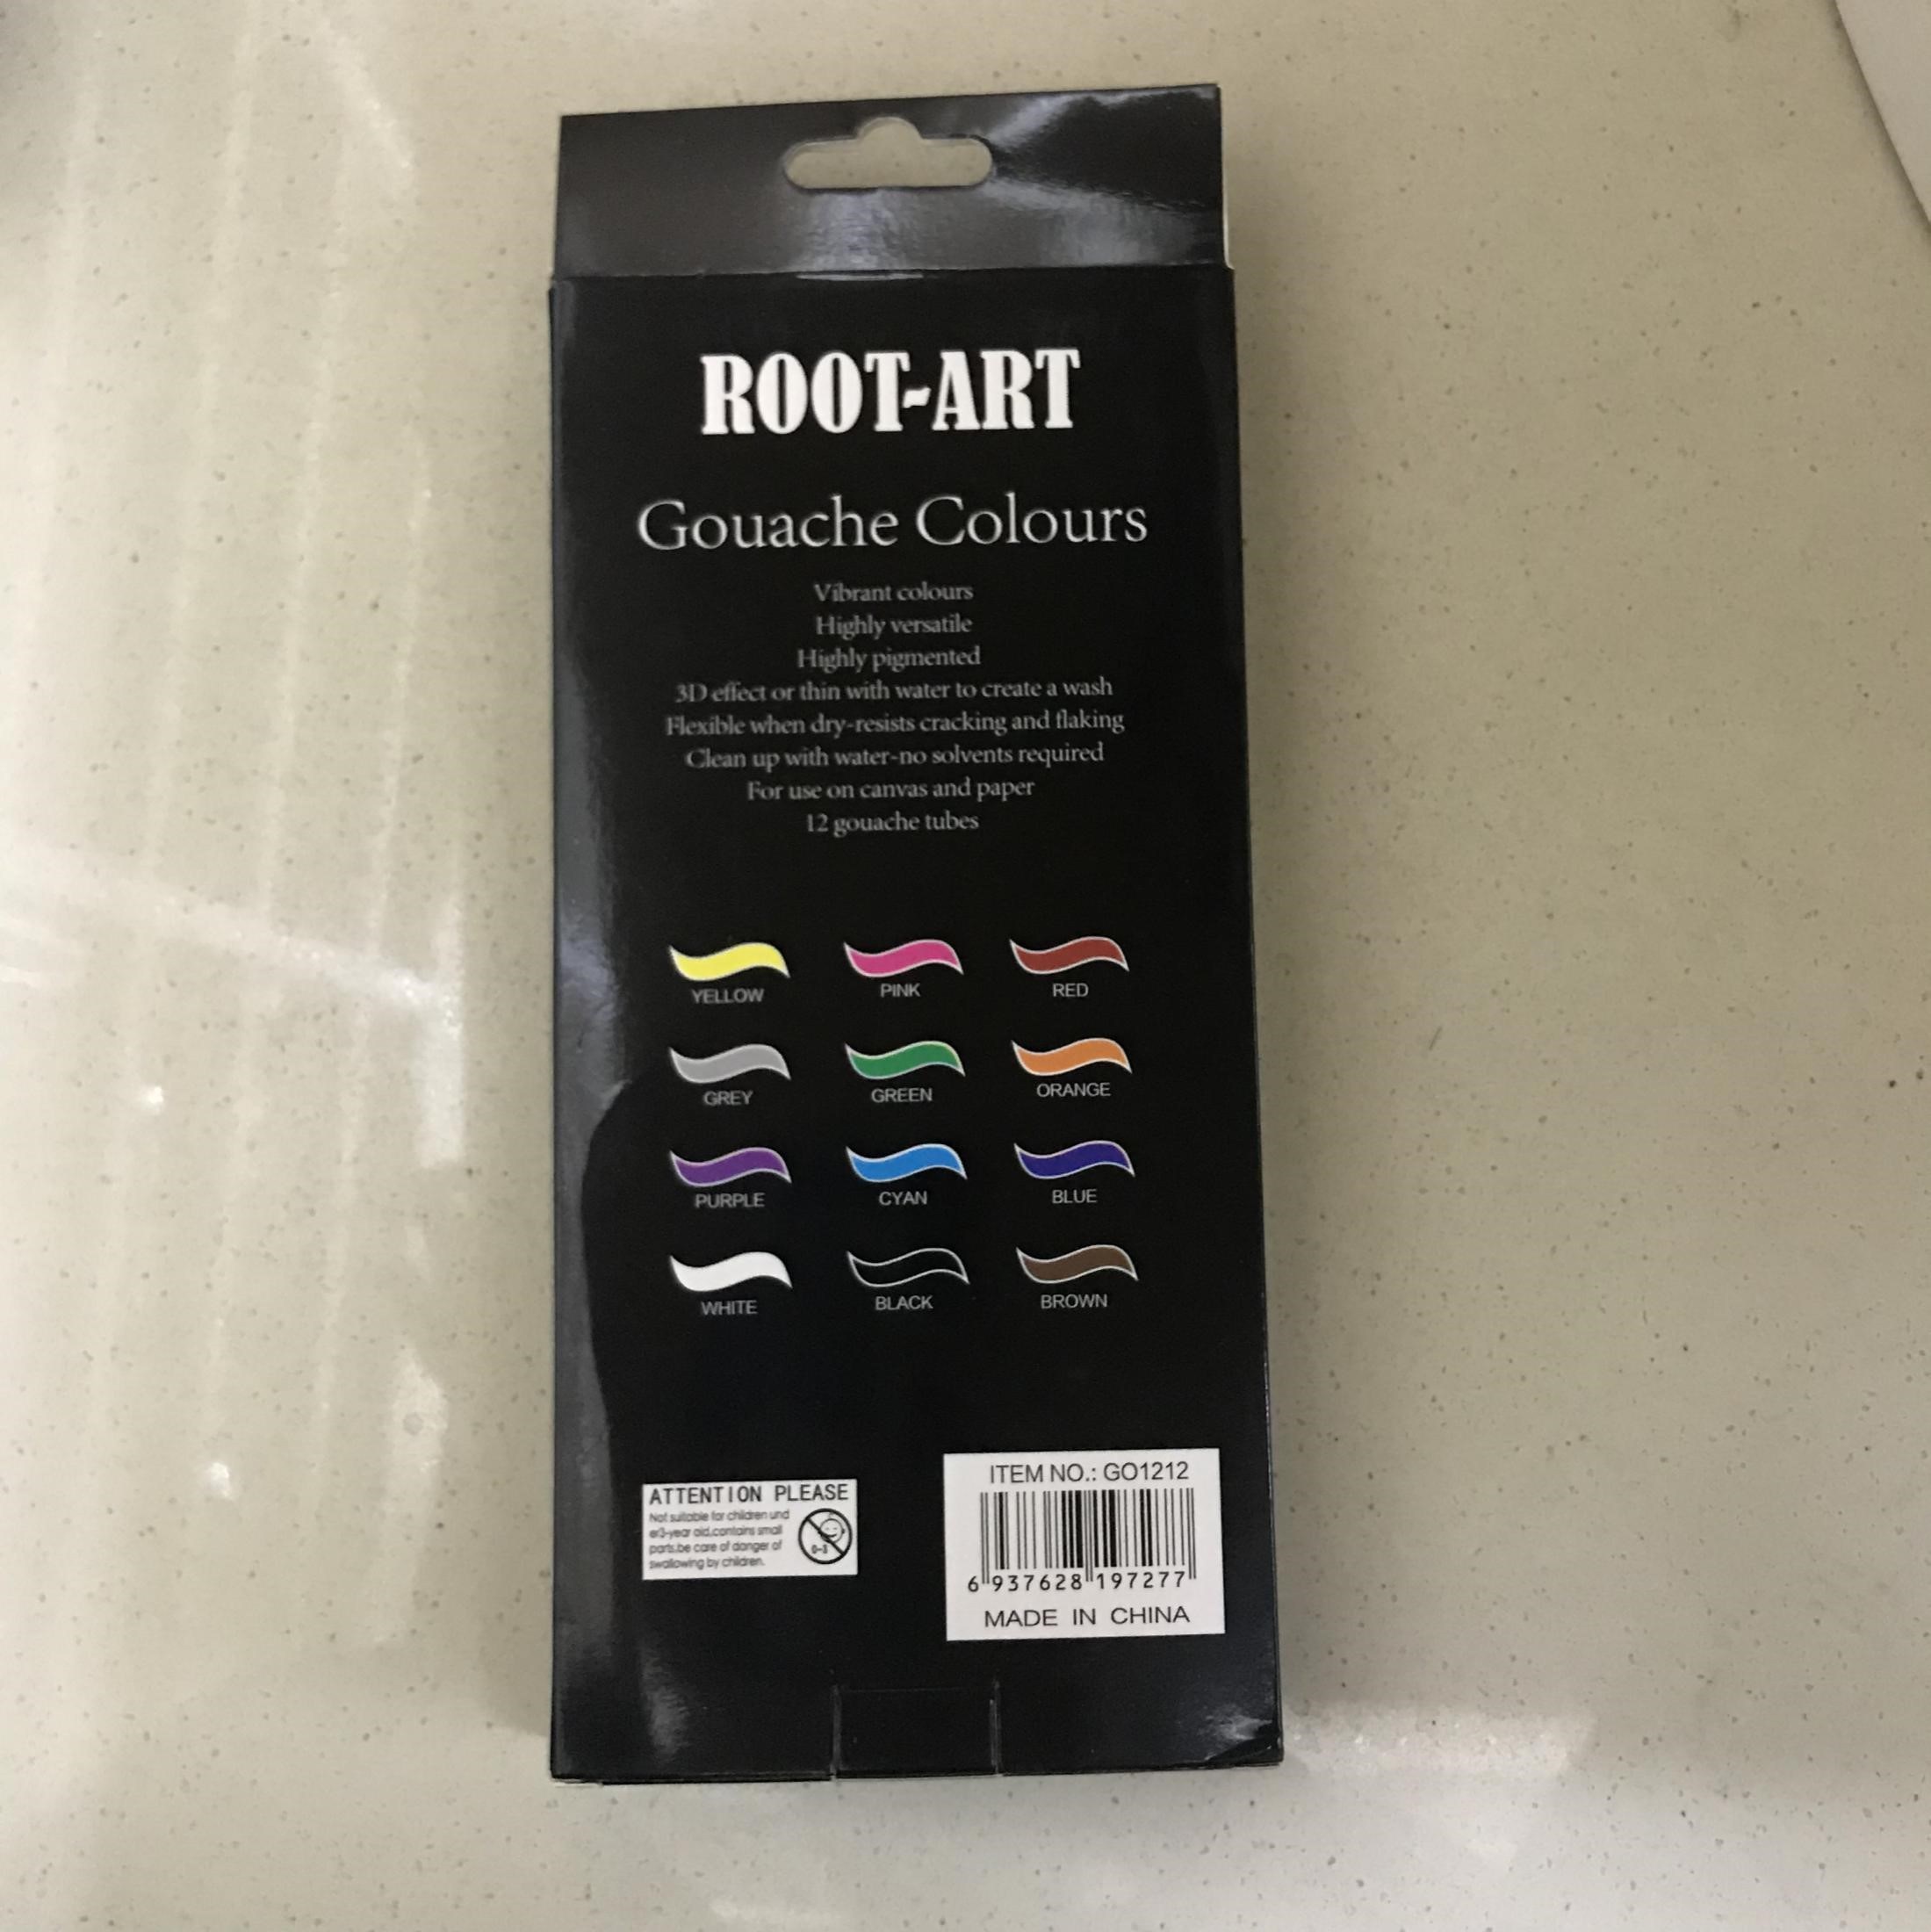 ROOT-ART
Gouache Colours
Vibrant colours
Highly versatile
Highly pigmented
3D effect or thin with water to create a wash
Flexible when dry-resists cracking and flaking
Clean up with water-no solvents required
For use on canvas and paper
12 gouache tubes
YELLOW PINK RED
GREY GREEN ORANGE
PURPLE CYAN BLUE
WHITE BLACK BROWN
ATTENTION PLEASE
Not suitable for children und
er3-year old,contains small
parts.be care of danger of
swallowing by children.
0-3
ITEM NO.: GO1212
6 937628 197277
MADE IN CHINA